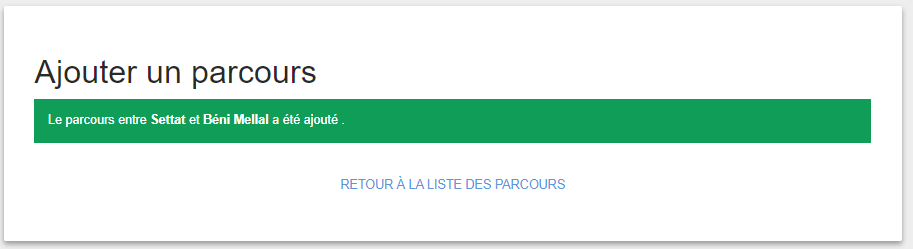 Ajouter un parcours
Le parcours entre Settat et Béni Mellal a été ajouté .
RETOUR À LA LISTE DES PARCOURS